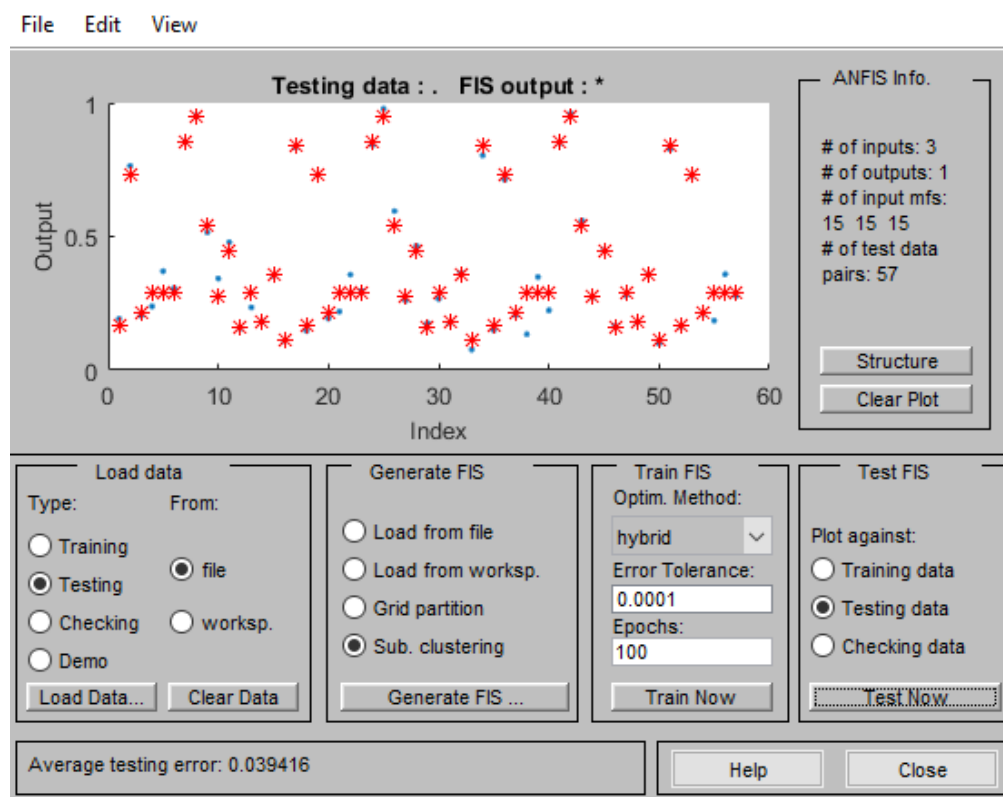 File Edit View
Testing data : . FIS output : *
1
0.5
0
Output
0 10 20 30 40 50 60
Index
ANFIS Info.
# of inputs: 3
# of outputs: 1
# of input mfs:
15 15 15
# of test data
pairs: 57
Structure
Clear Plot
Load data
Type: From:
Training
Testing
Checking
Demo
file
worksp.
Load Data... Clear Data
Generate FIS
Load from file
Load from worksp.
Grid partition
Sub. clustering
Generate FIS ...
Train FIS
Optim. Method:
hybrid
Error Tolerance:
0.0001
Epochs:
100
Train Now
Test FIS
Plot against:
Training data
Testing data
Checking data
Test Now
Average testing error: 0.039416
Help Close